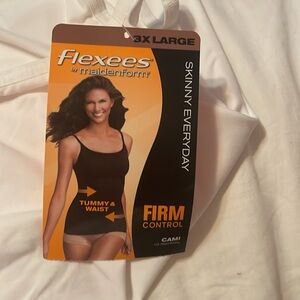 3X LARGE
Flexees
by maidenform®
SKINNY EVERYDAY
TUMMY &
WAIST
FIRM
CONTROL
CAMI